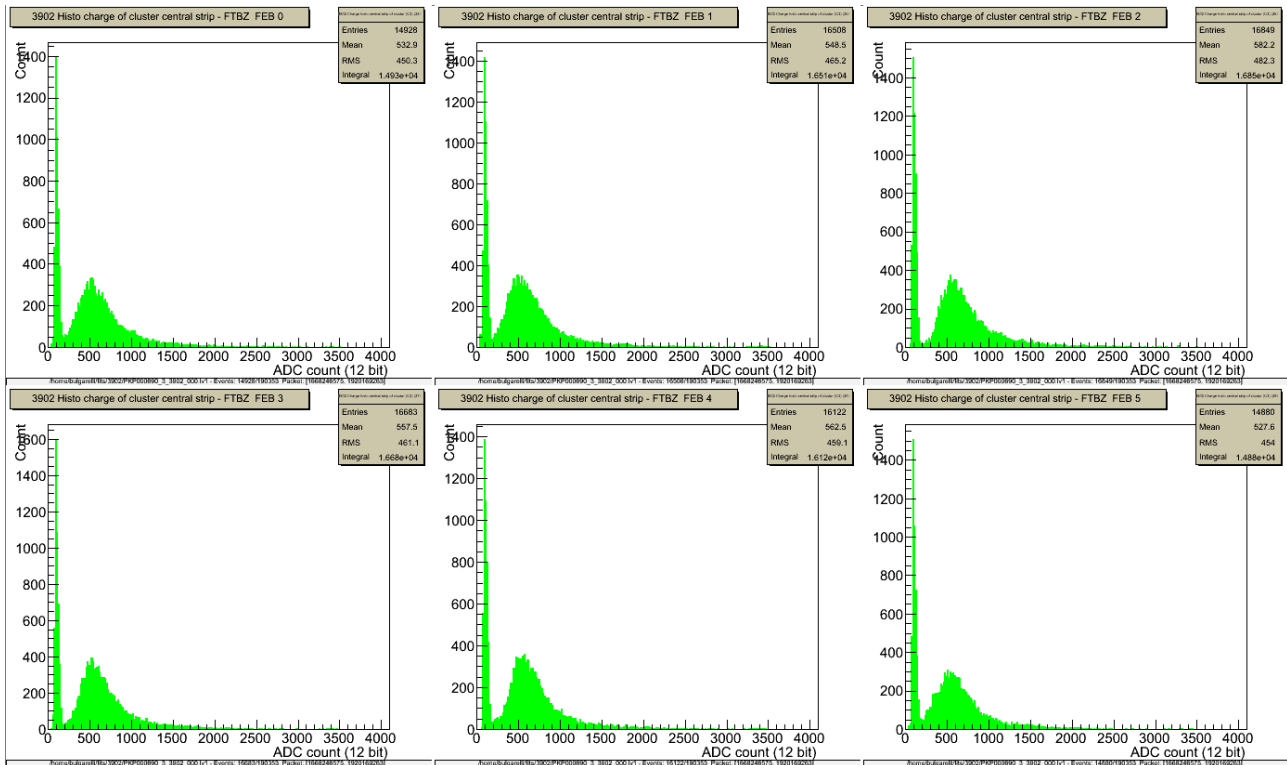 3902 Histo charge of cluster central strip - FTBZ FEB 0
Entries 14928
Mean 532.9
RMS 450.3
Integral 1.493e+04
Count
1400
1200
1000
800
600
400
200
0
0 500 1000 1500 2000 2500 3000 3500 4000
ADC count (12 bit)
3902 Histo charge of cluster central strip - FTBZ FEB 1
Entries 16508
Mean 548.5
RMS 465.2
Integral 1.651e+04
Count
1400
1200
1000
800
600
400
200
0
0 500 1000 1500 2000 2500 3000 3500 4000
ADC count (12 bit)
3902 Histo charge of cluster central strip - FTBZ FEB 2
Entries 16849
Mean 582.2
RMS 482.3
Integral 1.685e+04
Count
1400
1200
1000
800
600
400
200
0
0 500 1000 1500 2000 2500 3000 3500 4000
ADC count (12 bit)
3902 Histo charge of cluster central strip - FTBZ FEB 3
Entries 16683
Mean 557.5
RMS 461.1
Integral 1.668e+04
Count
1600
1400
1200
1000
800
600
400
200
0
0 500 1000 1500 2000 2500 3000 3500 4000
ADC count (12 bit)
3902 Histo charge of cluster central strip - FTBZ FEB 4
Entries 16122
Mean 562.5
RMS 459.1
Integral 1.612e+04
Count
1400
1200
1000
800
600
400
200
0
0 500 1000 1500 2000 2500 3000 3500 4000
ADC count (12 bit)
3902 Histo charge of cluster central strip - FTBZ FEB 5
Entries 14880
Mean 527.6
RMS 454
Integral 1.488e+04
Count
1400
1200
1000
800
600
400
200
0
0 500 1000 1500 2000 2500 3000 3500 4000
ADC count (12 bit)